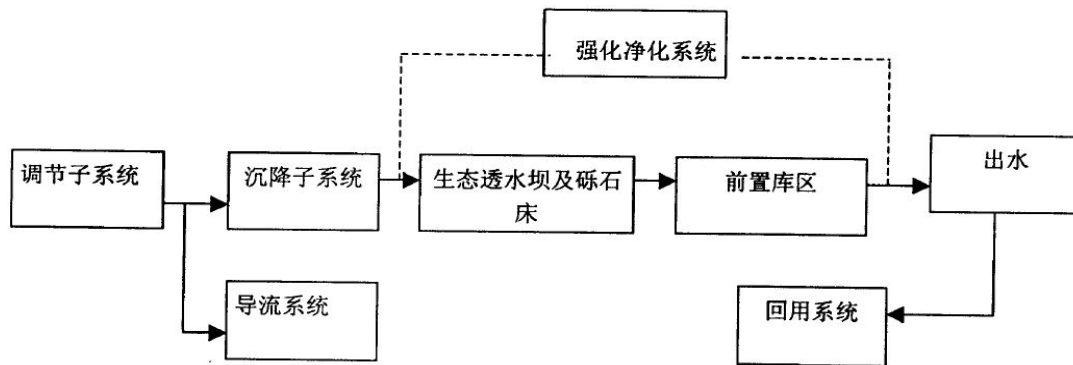 强化净化系统
调节子系统
沉降子系统
生态透水坝及砾石
床
前置库区
出水
导流系统
回用系统